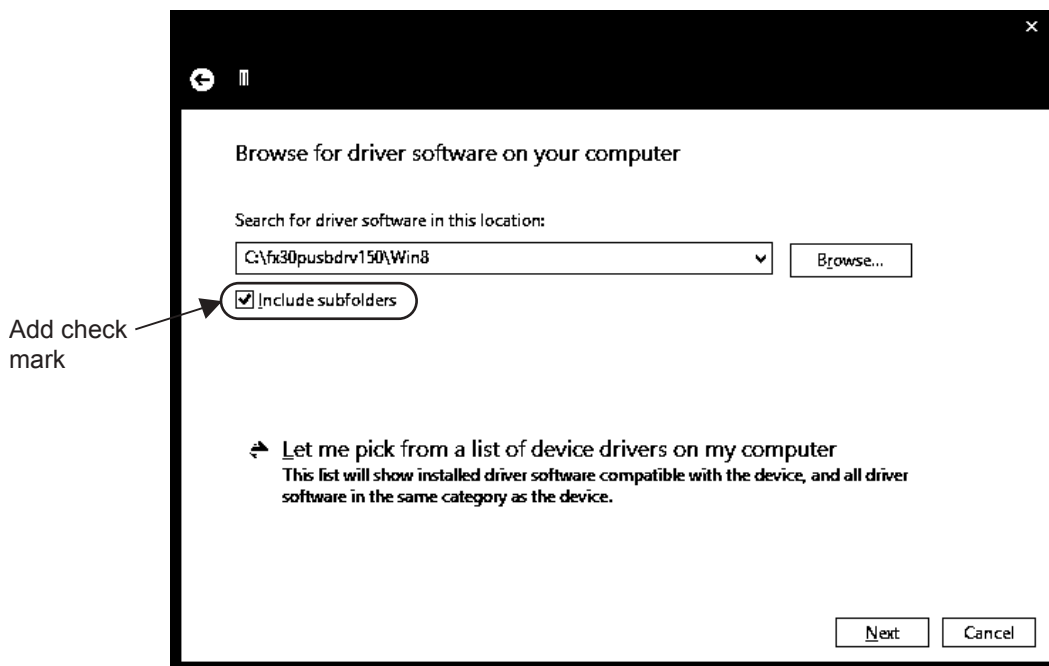 Browse for driver software on your computer
Search for driver software in this location:
C:\fx30pusbdrv150\Win8
Browse...
Include subfolders
Add check
mark
Let me pick from a list of device drivers on my computer
This list will show installed driver software compatible with the device, and all driver
software in the same category as the device.
Next
Cancel